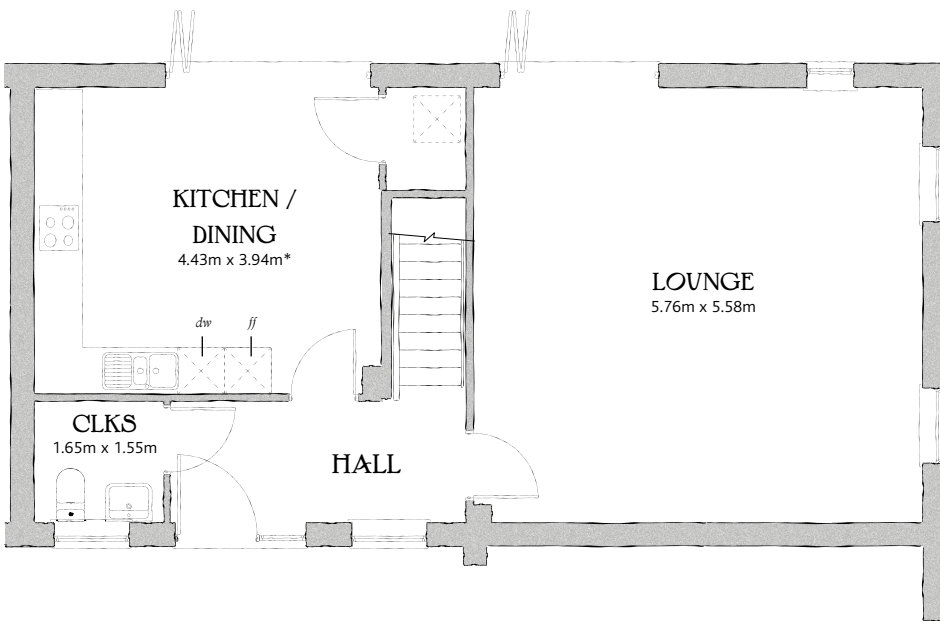 KITCHEN /
DINING
4.43m x 3.94m*
LOUNGE
5.76m x 5.58m
dw
ff
CLKS
1.65m x 1.55m
HALL